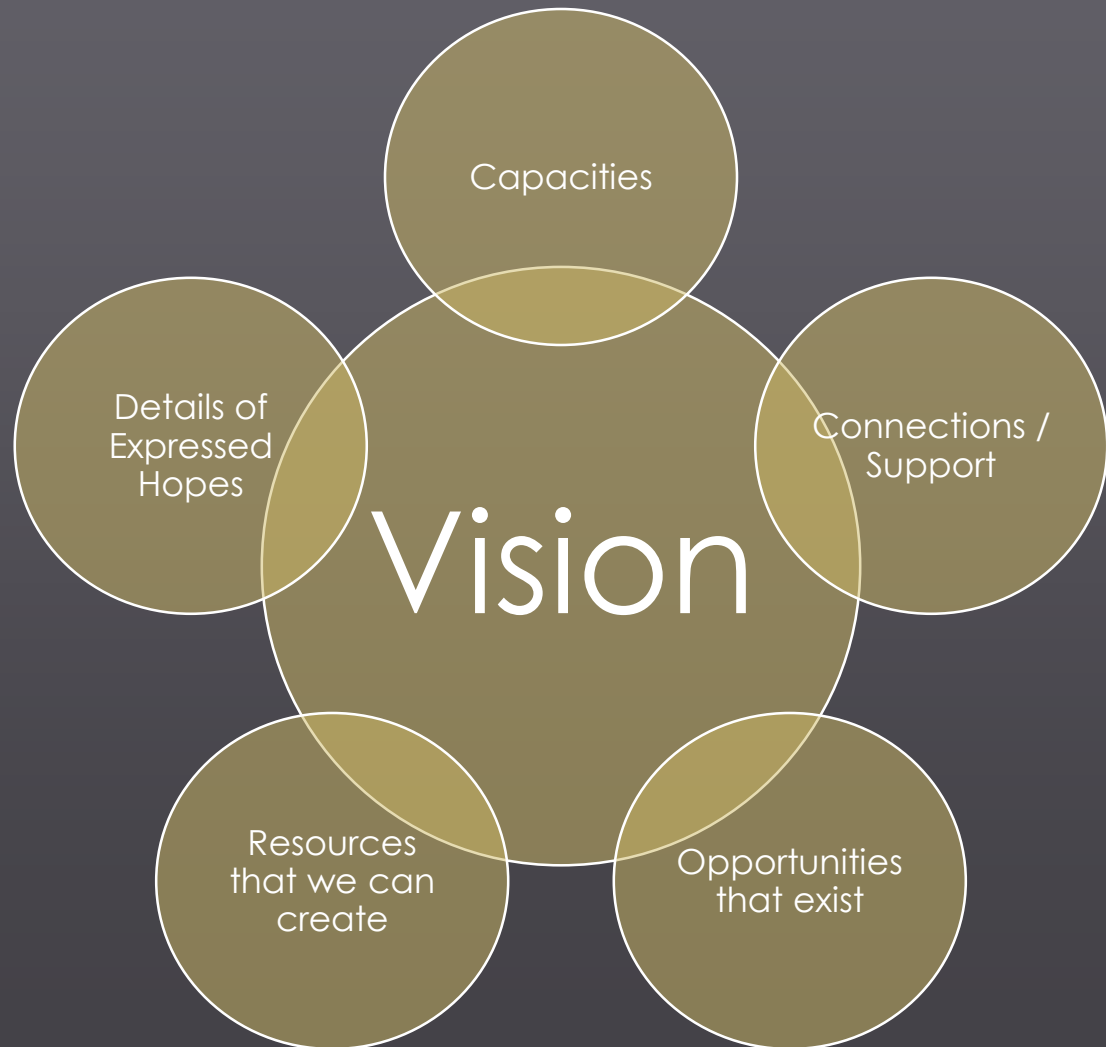 Capacities
Connections /
Support
Opportunities
that exist
Resources
that we can
create
Details of
Expressed
Hopes
Vision